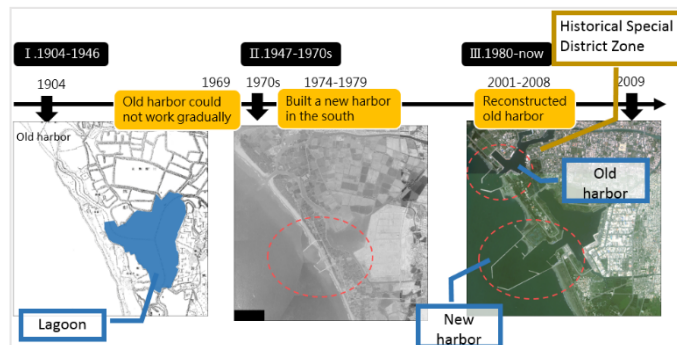 Historical Special
District Zone
Ⅰ.1904-1946
Ⅱ.1947-1970s
Ⅲ.1980-now
1904
1969
1970s
1974-1979
2001-2008
2009
Old harbor could
not work gradually
Built a new harbor
in the south
Reconstructed
old harbor
Old harbor
Old
harbor
Lagoon
New
harbor